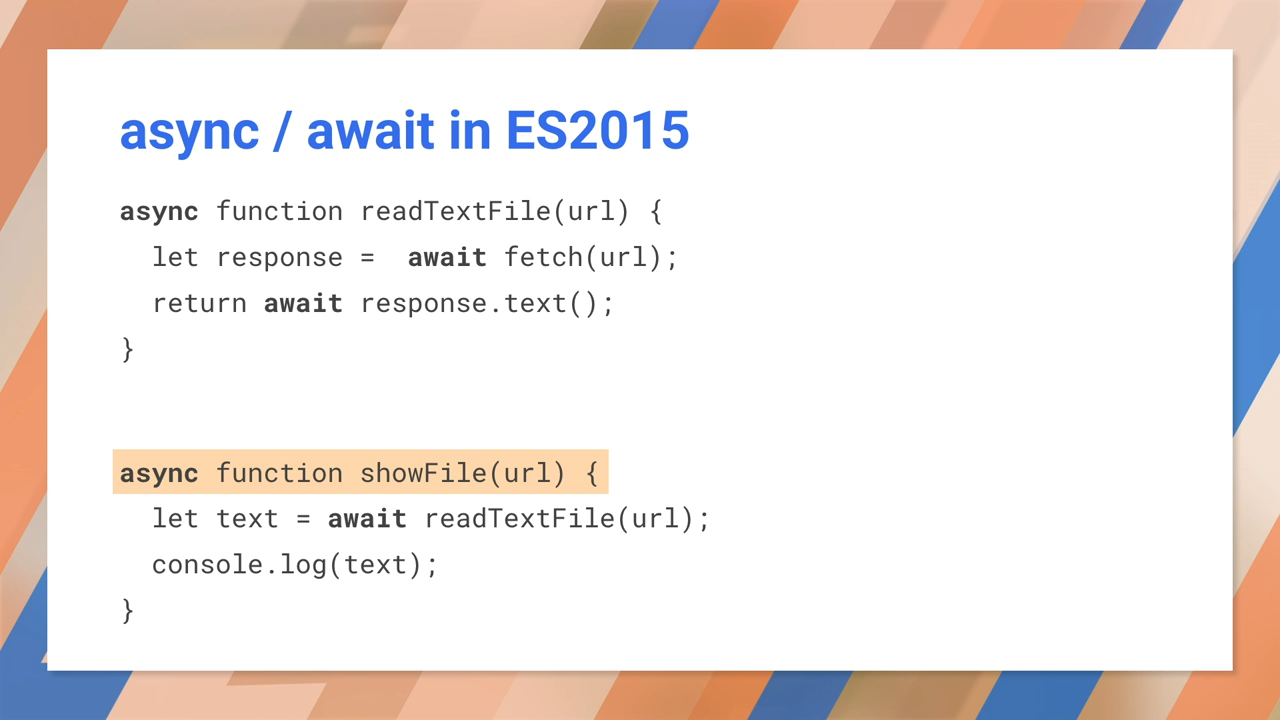 async / await in ES2015
async function readTextFile(url) {
  let response =  await fetch(url);
  return await response.text();
}
async function showFile(url) {
  let text = await readTextFile(url);
  console.log(text);
}